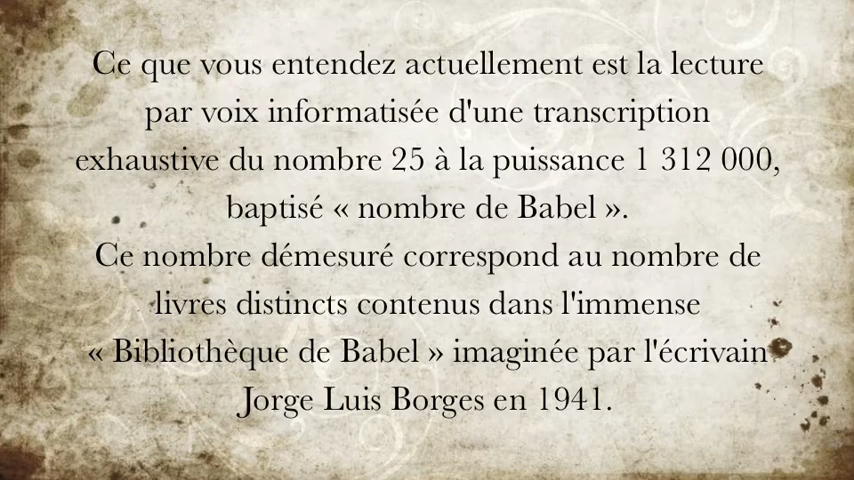 Ce que vous entendez actuellement est la lecture
par voix informatisée d'une transcription
exhaustive du nombre 25 à la puissance 1 312 000,
baptisé « nombre de Babel ».
Ce nombre démesuré correspond au nombre de
livres distincts contenus dans l'immense
« Bibliothèque de Babel » imaginée par l'écrivain
Jorge Luis Borges en 1941.